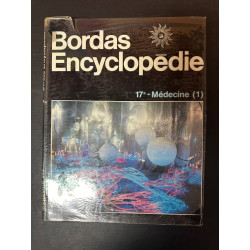 Bordas
Encyclopédie
17ᵉ - Médecine (1)